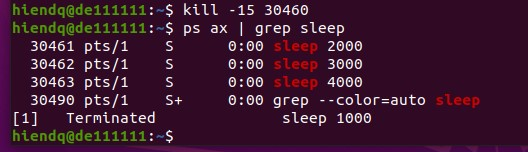 hiendq@de111111:~$ kill -15 30460
hiendq@de111111:~$ ps ax | grep sleep
  30461 pts/1    S      0:00 sleep 2000
  30462 pts/1    S      0:00 sleep 3000
  30463 pts/1    S      0:00 sleep 4000
  30490 pts/1    S+     0:00 grep --color=auto sleep
[1]   Terminated              sleep 1000
hiendq@de111111:~$